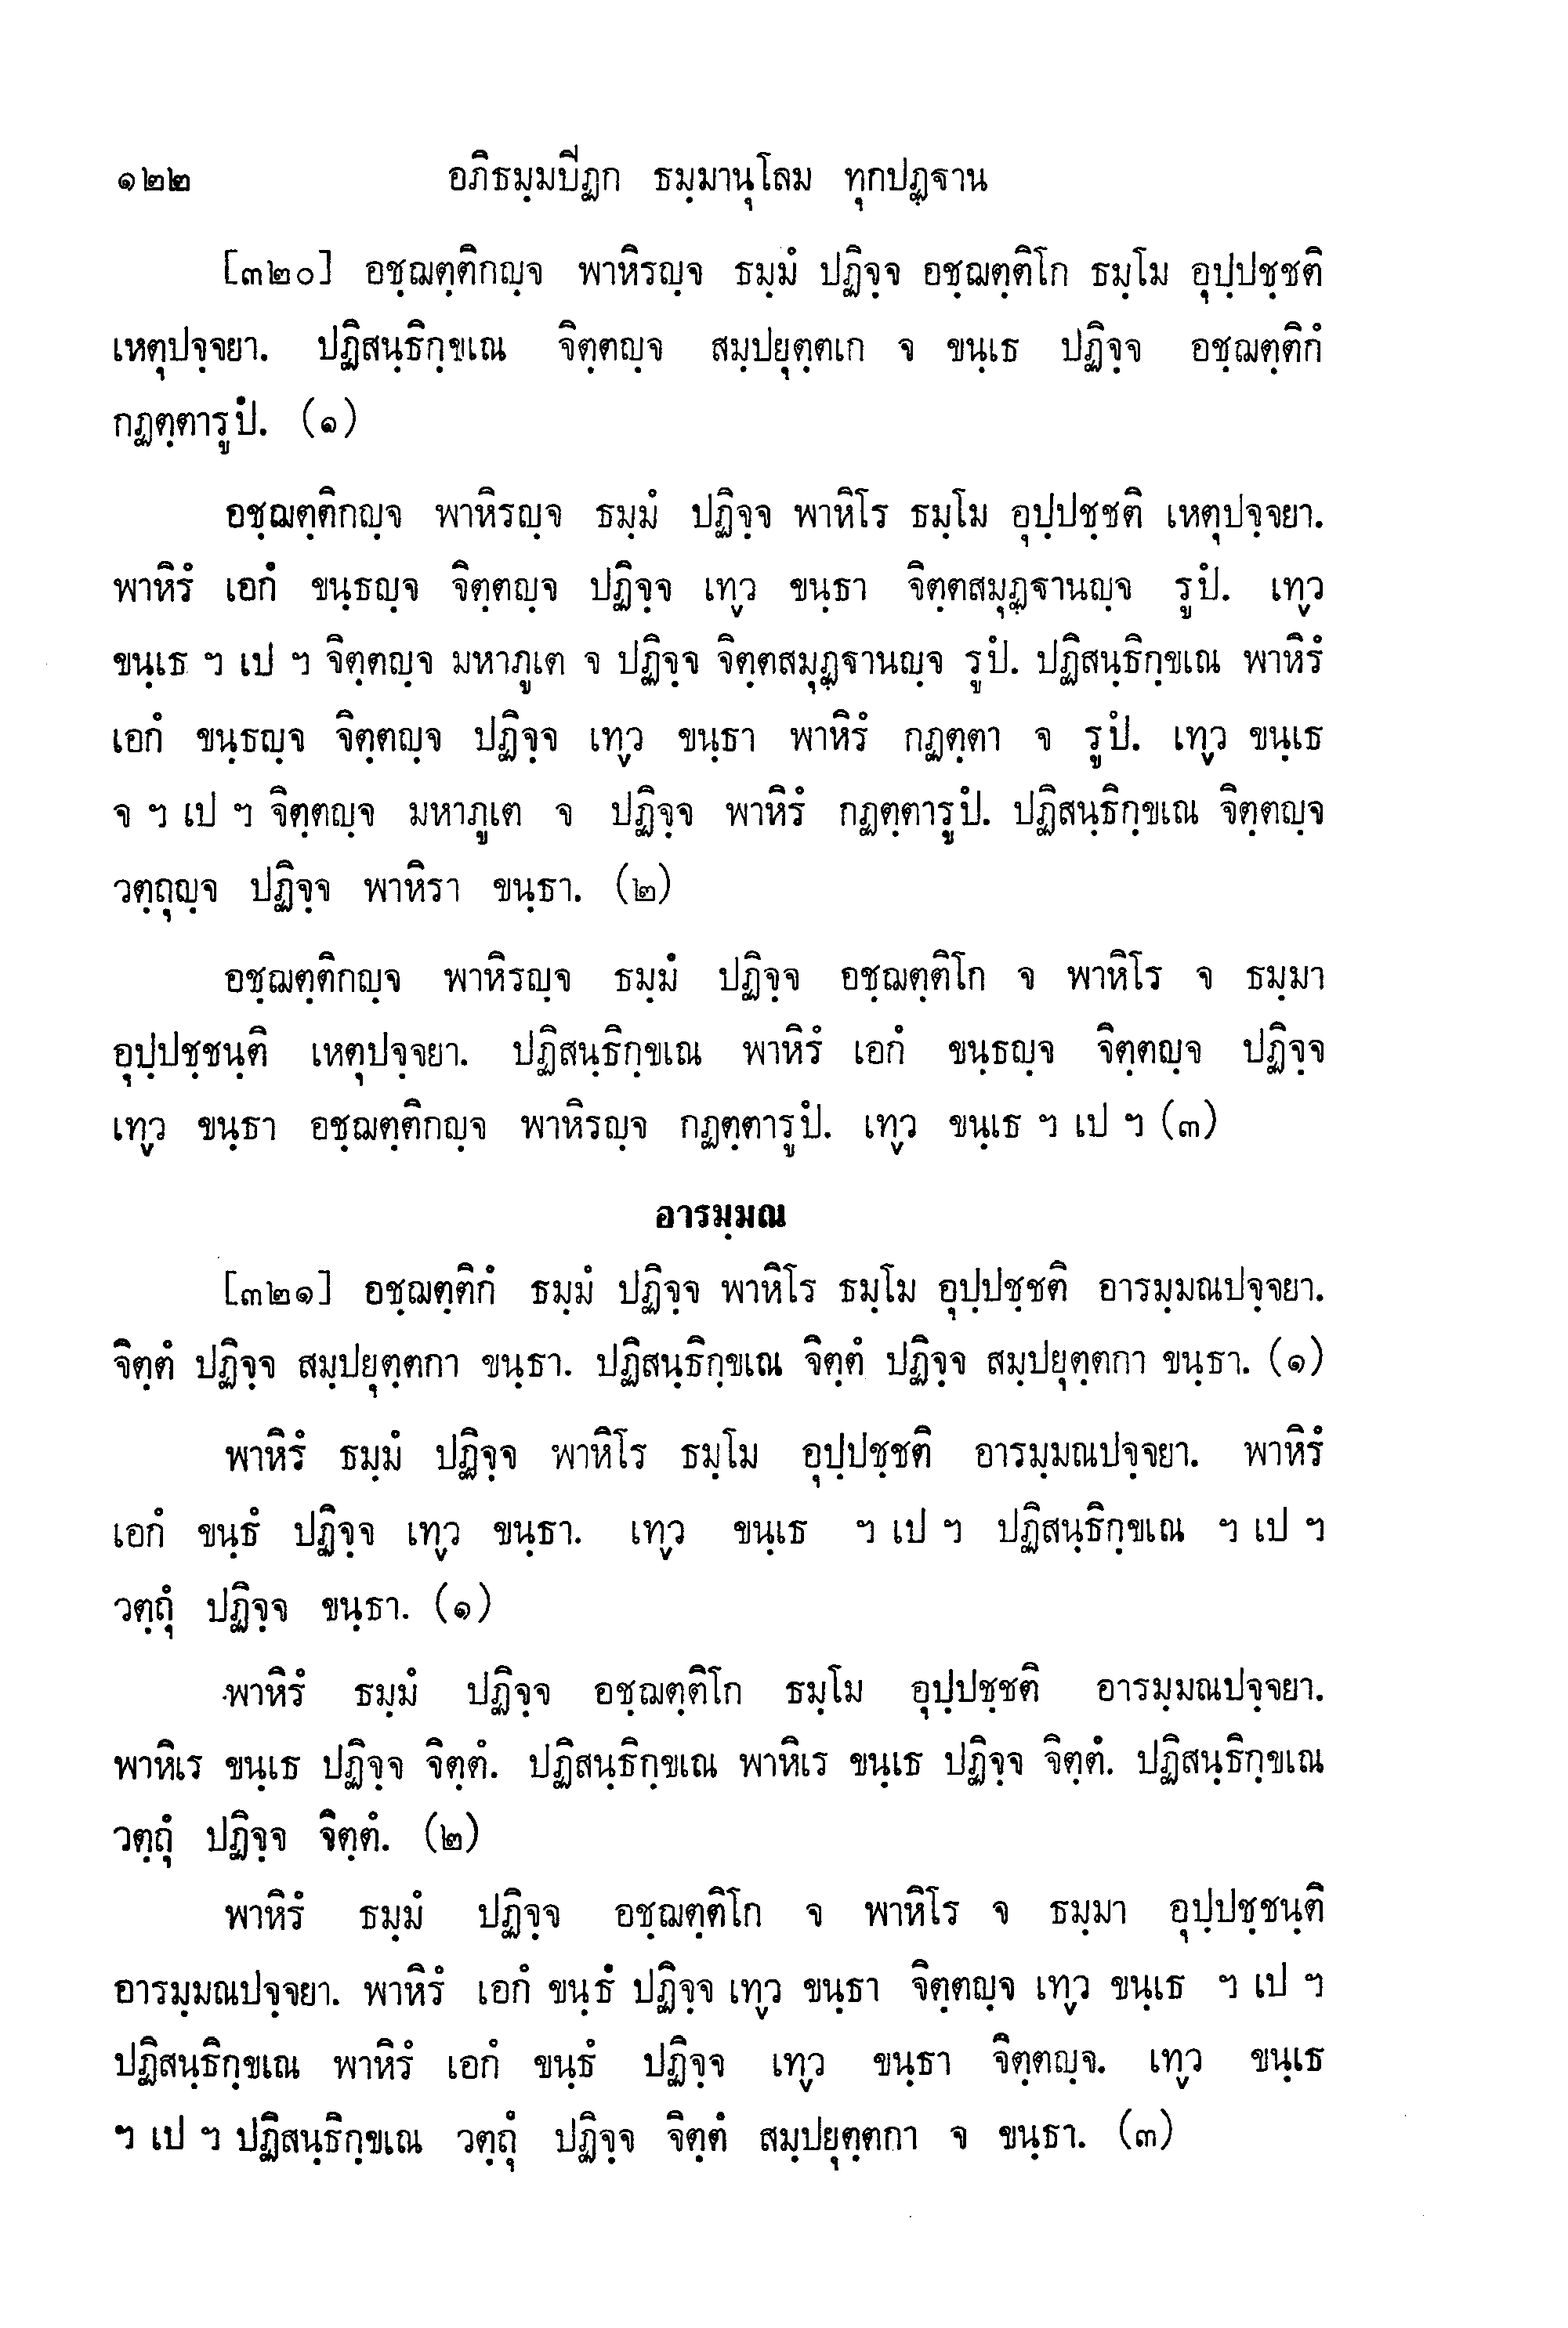 ๑๒๒ อภิธมฺมปีฏก ธมฺมานุโลม ทุกปฏฺฐาน
[๓๒๐] อชฺฌตฺติกญฺจ พาหิรญฺจ ธมฺมํ ปฏิจฺจ อชฺฌตฺติโก ธมฺโม อุปฺปชฺชติ
เหตุปจฺจยา. ปฏิสนฺธิกฺขเณ จิตฺตญฺจ สมฺปยุตฺตเก จ ขนฺเธ ปฏิจฺจ อชฺฌตฺติกํ
กฏตฺตารูปํ. (๑)
อชฺฌตฺติกญฺจ พาหิรญฺจ ธมฺมํ ปฏิจฺจ พาหิโร ธมฺโม อุปฺปชฺชติ เหตุปจฺจยา.
พาหิรํ เอกํ ขนฺธญฺจ จิตฺตญฺจ ปฏิจฺจ เทฺว ขนฺธา จิตฺตสมุฏฺฐานญฺจ รูปํ. เทฺว
ขนฺเธ ฯ เป ฯ จิตฺตญฺจ มหาภูเต จ ปฏิจฺจ จิตฺตสมุฏฺฐานญฺจ รูปํ. ปฏิสนฺธิกฺขเณ พาหิรํ
เอกํ ขนฺธญฺจ จิตฺตญฺจ ปฏิจฺจ เทฺว ขนฺธา พาหิรํ กฏตฺตา จ รูปํ. เทฺว ขนฺเธ
จ ฯ เป ฯ จิตฺตญฺจ มหาภูเต จ ปฏิจฺจ พาหิรํ กฏตฺตารูปํ. ปฏิสนฺธิกฺขเณ จิตฺตญฺจ
วตฺถุญฺจ ปฏิจฺจ พาหิรา ขนฺธา. (๒)
อชฺฌตฺติกญฺจ พาหิรญฺจ ธมฺมํ ปฏิจฺจ อชฺฌตฺติโก จ พาหิโร จ ธมฺมา
อุปฺปชฺชนฺติ เหตุปจฺจยา. ปฏิสนฺธิกฺขเณ พาหิรํ เอกํ ขนฺธญฺจ จิตฺตญฺจ ปฏิจฺจ
เทฺว ขนฺธา อชฺฌตฺติกญฺจ พาหิรญฺจ กฏตฺตารูปํ. เทฺว ขนฺเธ ฯ เป ฯ (๓)
อารมฺมณ
[๓๒๑] อชฺฌตฺติกํ ธมฺมํ ปฏิจฺจ พาหิโร ธมฺโม อุปฺปชฺชติ อารมฺมณปจฺจยา.
จิตฺตํ ปฏิจฺจ สมฺปยุตฺตกา ขนฺธา. ปฏิสนฺธิกฺขเณ จิตฺตํ ปฏิจฺจ สมฺปยุตฺตกา ขนฺธา. (๑)
พาหิรํ ธมฺมํ ปฏิจฺจ พาหิโร ธมฺโม อุปฺปชฺชติ อารมฺมณปจฺจยา. พาหิรํ
เอกํ ขนฺธํ ปฏิจฺจ เทฺว ขนฺธา. เทฺว ขนฺเธ ฯ เป ฯ ปฏิสนฺธิกฺขเณ ฯ เป ฯ
วตฺถุํ ปฏิจฺจ ขนฺธา. (๑)
พาหิรํ ธมฺมํ ปฏิจฺจ อชฺฌตฺติโก ธมฺโม อุปฺปชฺชติ อารมฺมณปจฺจยา.
พาหิเร ขนฺเธ ปฏิจฺจ จิตฺตํ. ปฏิสนฺธิกฺขเณ พาหิเร ขนฺเธ ปฏิจฺจ จิตฺตํ. ปฏิสนฺธิกฺขเณ
วตฺถุํ ปฏิจฺจ จิตฺตํ. (๒)
พาหิรํ ธมฺมํ ปฏิจฺจ อชฺฌตฺติโก จ พาหิโร จ ธมฺมา อุปฺปชฺชนฺติ
อารมฺมณปจฺจยา. พาหิรํ เอกํ ขนฺธํ ปฏิจฺจ เทฺว ขนฺธา จิตฺตญฺจ เทฺว ขนฺเธ ฯ เป ฯ
ปฏิสนฺธิกฺขเณ พาหิรํ เอกํ ขนฺธํ ปฏิจฺจ เทฺว ขนฺธา จิตฺตญฺจ. เทฺว ขนฺเธ
ฯ เป ฯ ปฏิสนฺธิกฺขเณ วตฺถุํ ปฏิจฺจ จิตฺตํ สมฺปยุตฺตกา จ ขนฺธา. (๓)